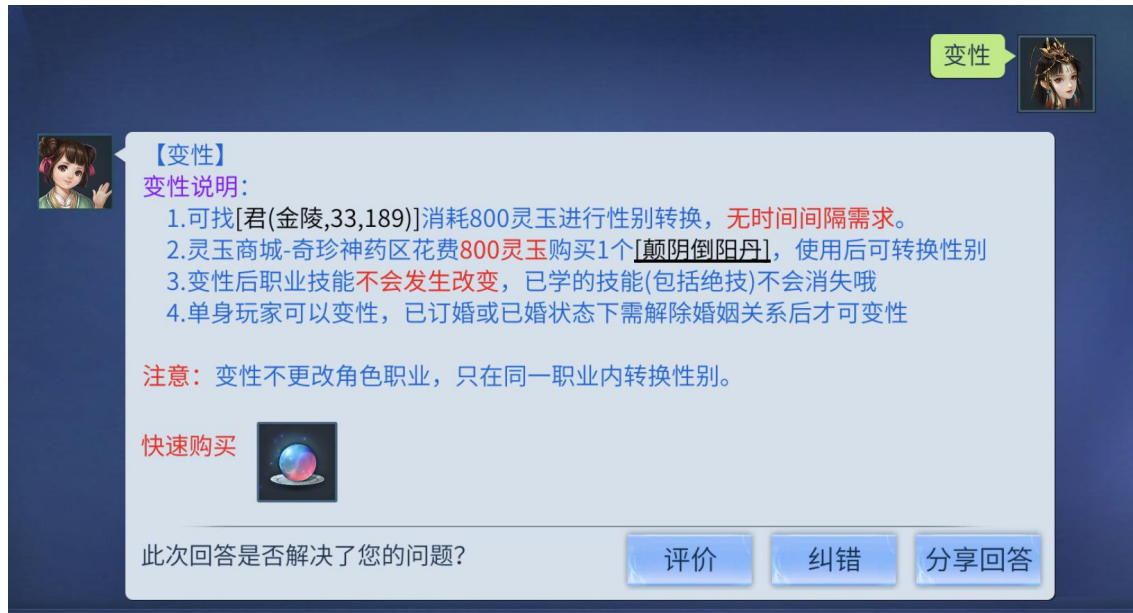 变性
【变性】
变性说明：
1.可找[君(金陵,33,189)]消耗800灵玉进行性别转换，无时间间隔需求。
2.灵玉商城-奇珍神药区花费800灵玉购买1个[颠阴倒阳丹]，使用后可转换性别
3.变性后职业技能不会发生改变，已学的技能(包括绝技)不会消失哦
4.单身玩家可以变性，已订婚或已婚状态下需解除婚姻关系后才可变性
注意：变性不更改角色职业，只在同一职业内转换性别。
快速购买
此次回答是否解决了您的问题？
评价
纠错
分享回答